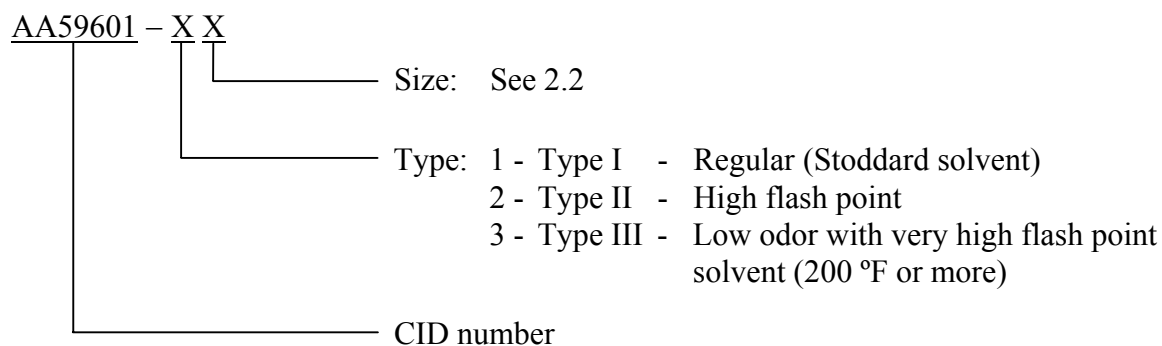 AA59601 – X X
Size: See 2.2
Type: 1 - Type I - Regular (Stoddard solvent)
2 - Type II - High flash point
3 - Type III - Low odor with very high flash point
solvent (200 ºF or more)
CID number